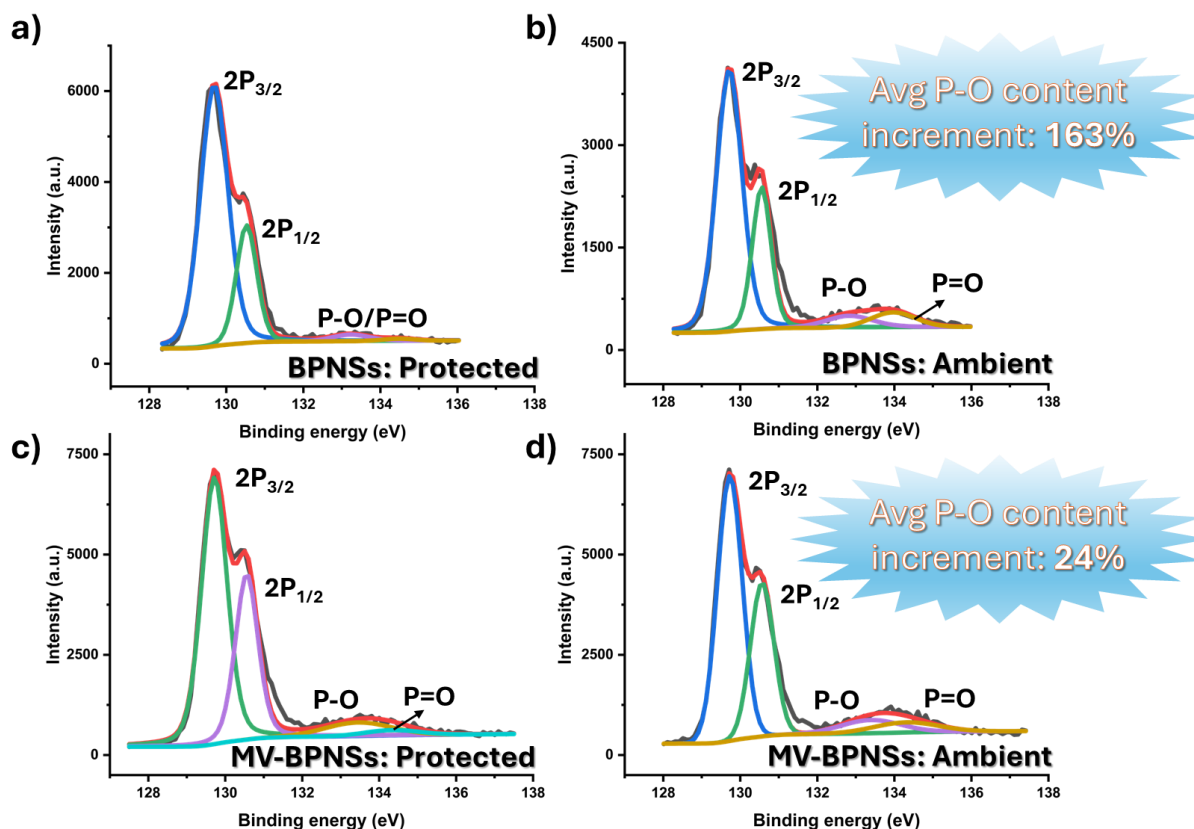 a)
6000
4000
2000
0
Intensity (a.u.)
2P3/2
2P1/2
P-O/P=O
BPNSs: Protected
128 130 132 134 136 138
Binding energy (eV)
b)
4500
3000
1500
0
Intensity (a.u.)
2P3/2
2P1/2
P-O
P=O
Avg P-O content
increment: 163%
BPNSs: Ambient
128 130 132 134 136 138
Binding energy (eV)
c)
7500
5000
2500
0
Intensity (a.u.)
2P3/2
2P1/2
P-O
P=O
MV-BPNSs: Protected
128 130 132 134 136 138
Binding energy (eV)
d)
7500
5000
2500
0
Intensity (a.u.)
2P3/2
2P1/2
P-O
P=O
Avg P-O content
increment: 24%
MV-BPNSs: Ambient
128 130 132 134 136 138
Binding energy (eV)